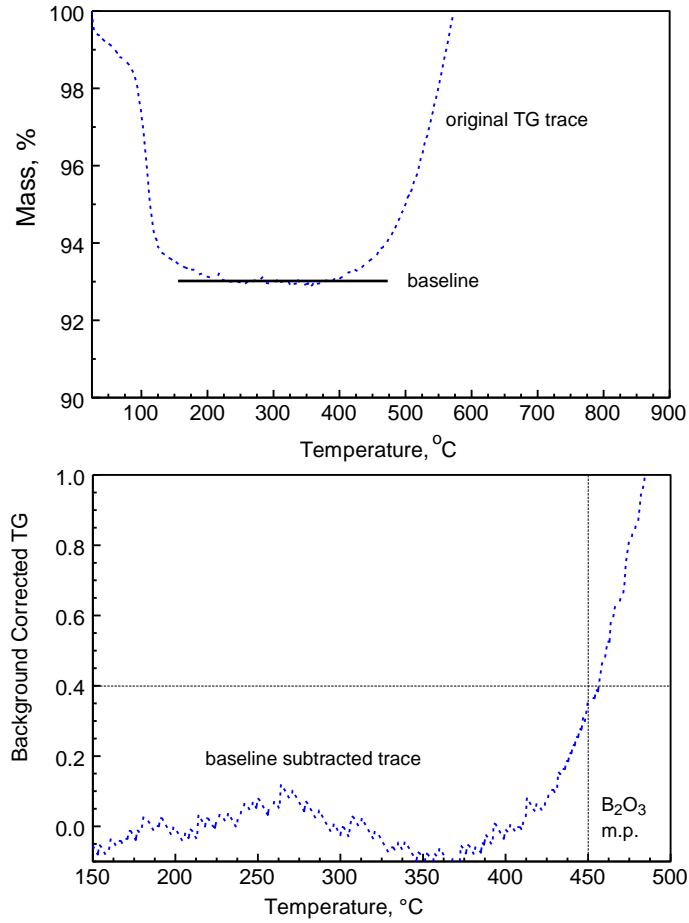 100
98
96
94
92
90
Mass, %
original TG trace
baseline
100 200 300 400 500 600 700 800 900
Temperature, °C
1.0
0.8
0.6
0.4
0.2
0.0
Background Corrected TG
baseline subtracted trace
B₂O₃
m.p.
150 200 250 300 350 400 450 500
Temperature, °C